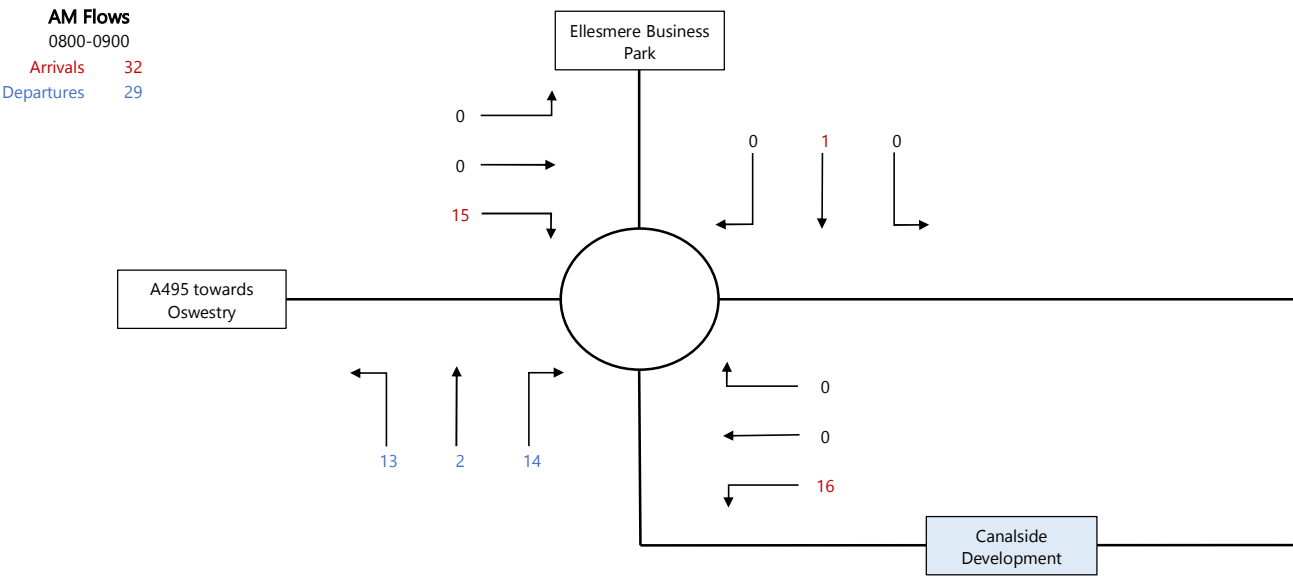 AM Flows
0800-0900
Arrivals 32
Departures 29
Ellesmere Business
Park
0
0
15
0 1 0
A495 towards
Oswestry
13 2 14
0
0
16
Canalside
Development